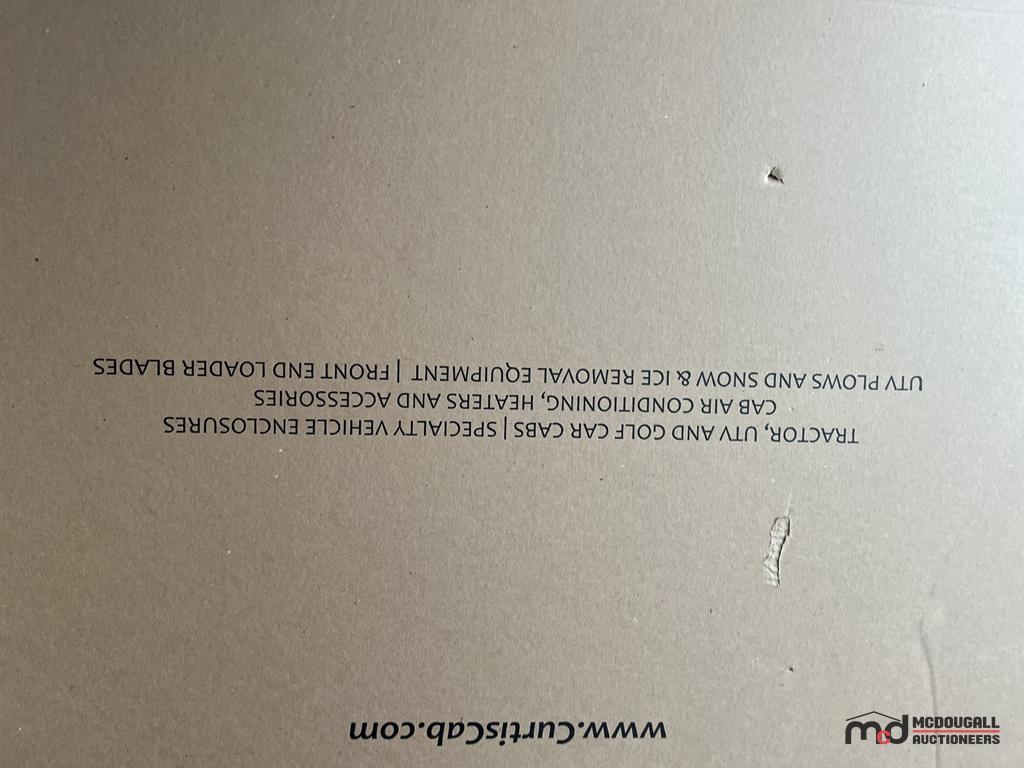 www.CurtisCab.com
TRACTOR, UTV AND GOLF CAR CABS | SPECIALTY VEHICLE ENCLOSURES
CAB AIR CONDITIONING, HEATERS AND ACCESSORIES
UTV PLOWS AND SNOW & ICE REMOVAL EQUIPMENT | FRONT END LOADER BLADES
mcd MCDOUGALL
AUCTIONEERS